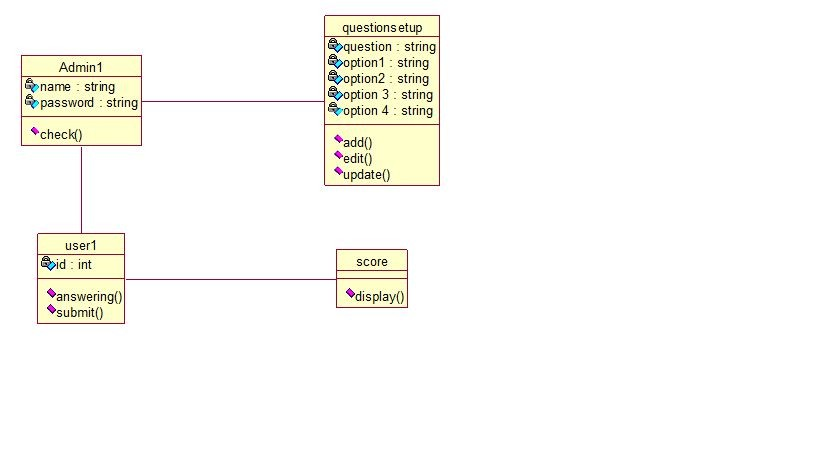 questionsetup
question : string
option1 : string
option2 : string
option 3 : string
option 4 : string
add()
edit()
update()
Admin1
name : string
password : string
check()
user1
id : int
answering()
submit()
score
display()